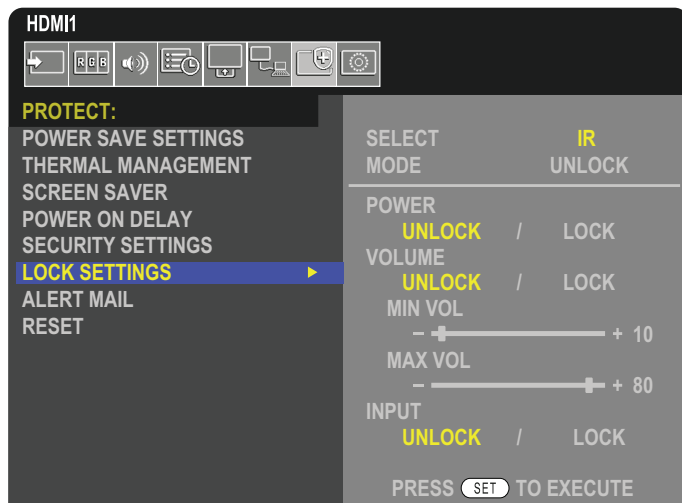 HDMI1
R G B
PROTECT:
POWER SAVE SETTINGS
THERMAL MANAGEMENT
SCREEN SAVER
POWER ON DELAY
SECURITY SETTINGS
LOCK SETTINGS
ALERT MAIL
RESET
SELECT IR
MODE UNLOCK
POWER
UNLOCK / LOCK
VOLUME
UNLOCK / LOCK
MIN VOL
- + 10
MAX VOL
- + 80
INPUT
UNLOCK / LOCK
PRESS SET TO EXECUTE